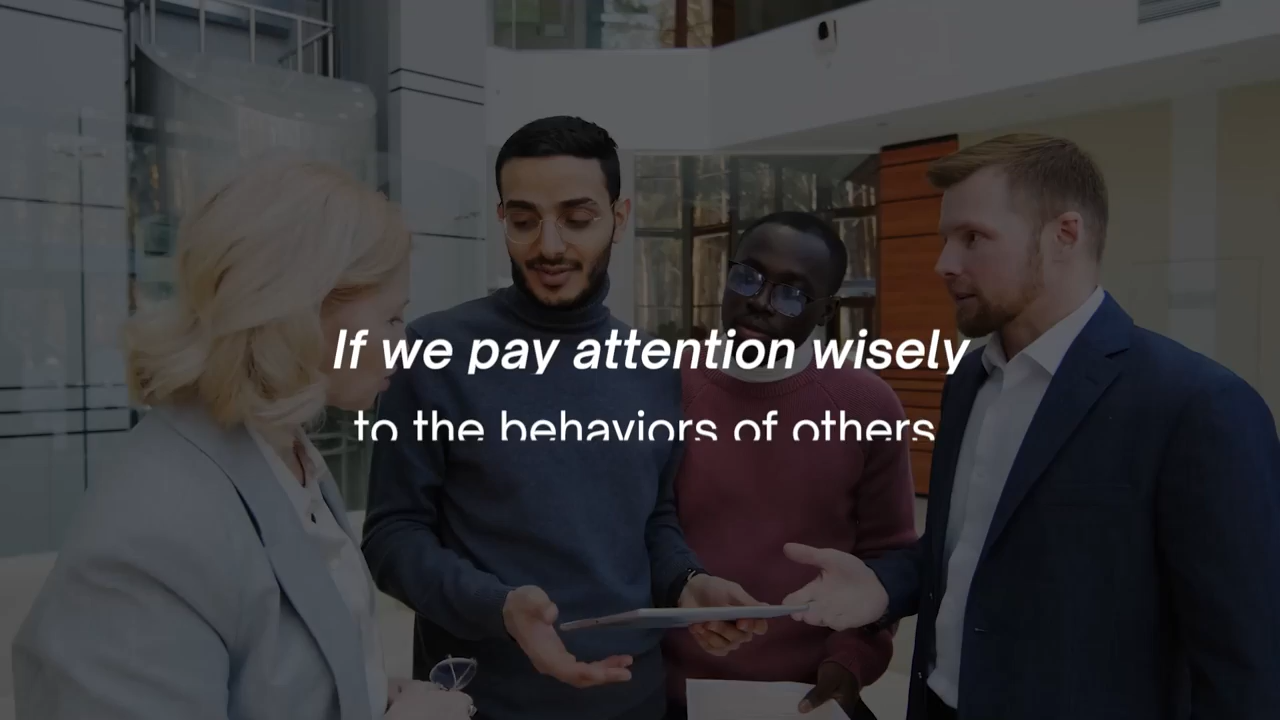 If we pay attention wisely
to the behaviors of others